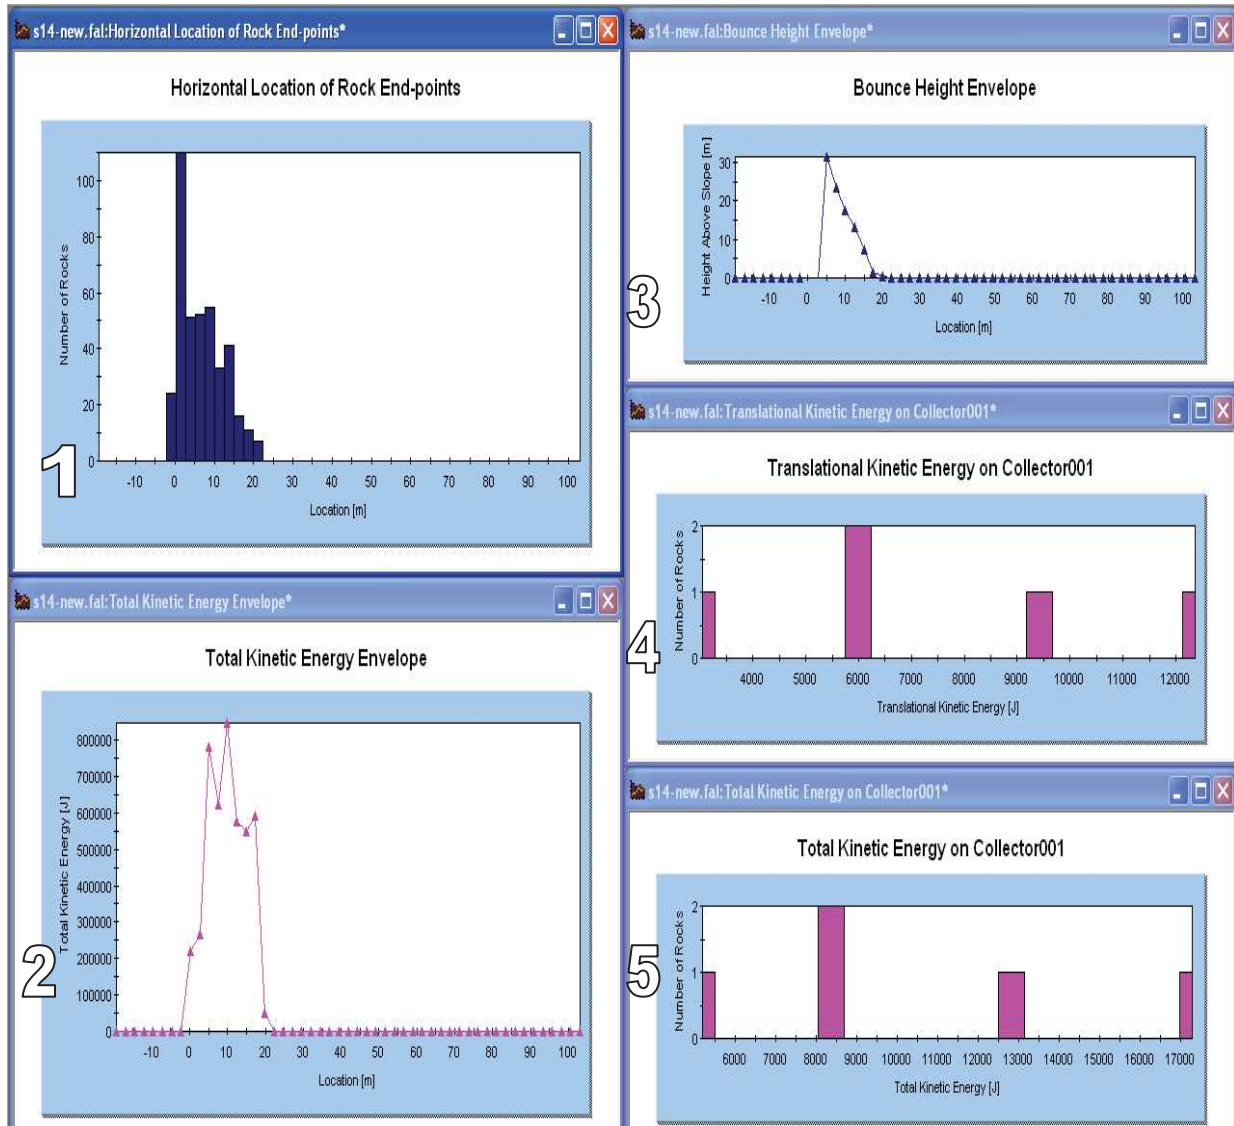 s14-new.fal:Horizontal Location of Rock End-points*
Horizontal Location of Rock End-points
Number of Rocks
100
80
60
40
20
0
-10 0 10 20 30 40 50 60 70 80 90 100
Location [m]
1
s14-new.fal:Total Kinetic Energy Envelope*
Total Kinetic Energy Envelope
Total Kinetic Energy [J]
800000
700000
600000
500000
400000
300000
200000
100000
0
-10 0 10 20 30 40 50 60 70 80 90 100
Location [m]
2
s14-new.fal:Bounce Height Envelope*
Bounce Height Envelope
Height Above Slope [m]
30
20
10
0
-10 0 10 20 30 40 50 60 70 80 90 100
Location [m]
3
s14-new.fal:Translational Kinetic Energy on Collector001*
Translational Kinetic Energy on Collector001
Number of Rocks
2
1
0
4000 5000 6000 7000 8000 9000 10000 11000 12000
Translational Kinetic Energy [J]
4
s14-new.fal:Total Kinetic Energy on Collector001*
Total Kinetic Energy on Collector001
Number of Rocks
2
1
0
6000 7000 8000 9000 10000 11000 12000 13000 14000 15000 16000 17000
Total Kinetic Energy [J]
5